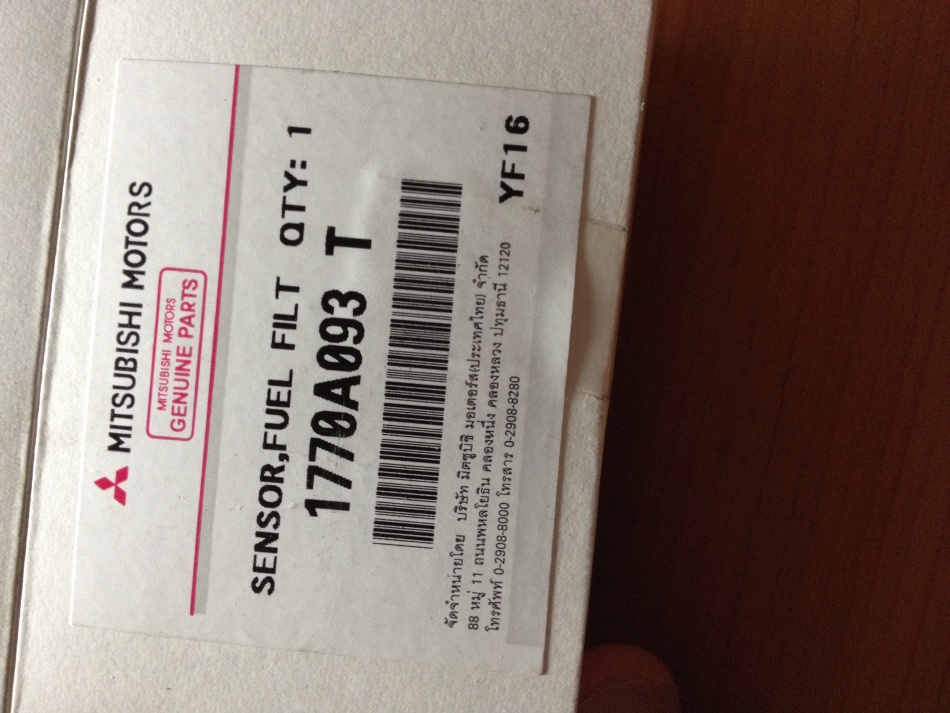 MITSUBISHI MOTORS
MITSUBISHI MOTORS
GENUINE PARTS
SENSOR,FUEL FILT QTY: 1
1770A093 T
จัดจำหน่ายโดย บริษัท มิตซูบิชิ มอเตอร์ส(ประเทศไทย) จำกัด
88 หมู่ 11 ถนนพหลโยธิน คลองหนึ่ง คลองหลวง ปทุมธานี 12120
โทรศัพท์ 0-2908-8000 โทรสาร 0-2908-8280
YF16